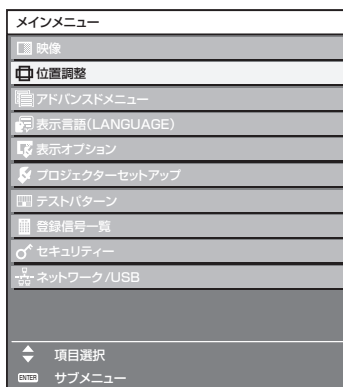 メインメニュー
映像
位置調整
アドバンスドメニュー
表示言語(LANGUAGE)
表示オプション
プロジェクターセットアップ
テストパターン
登録信号一覧
セキュリティー
ネットワーク/USB
項目選択
ENTER サブメニュー